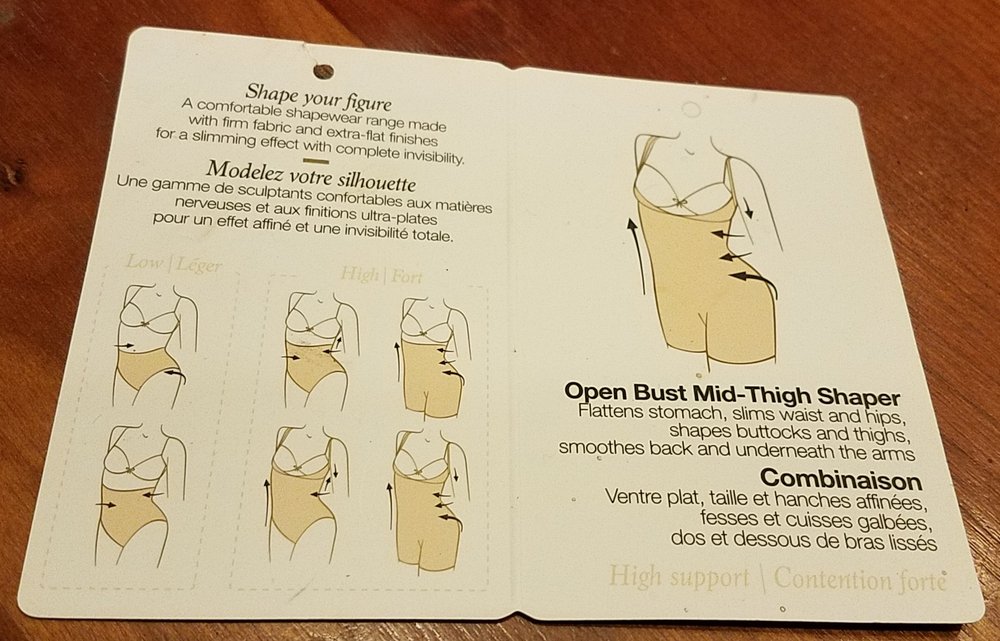 Shape your figure
A comfortable shapewear range made
with firm fabric and extra-flat finishes
for a slimming effect with complete invisibility.
Modelez votre silhouette
Une gamme de sculptants confortables aux matières
nerveuses et aux finitions ultra-plates
pour un effet affiné et une invisibilité totale.
Low | Léger
High | Fort
Open Bust Mid-Thigh Shaper
Flattens stomach, slims waist and hips,
shapes buttocks and thighs,
smoothes back and underneath the arms
Combinaison
Ventre plat, taille et hanches affinées,
fesses et cuisses galbées,
dos et dessous de bras lissés
High support | Contention forte